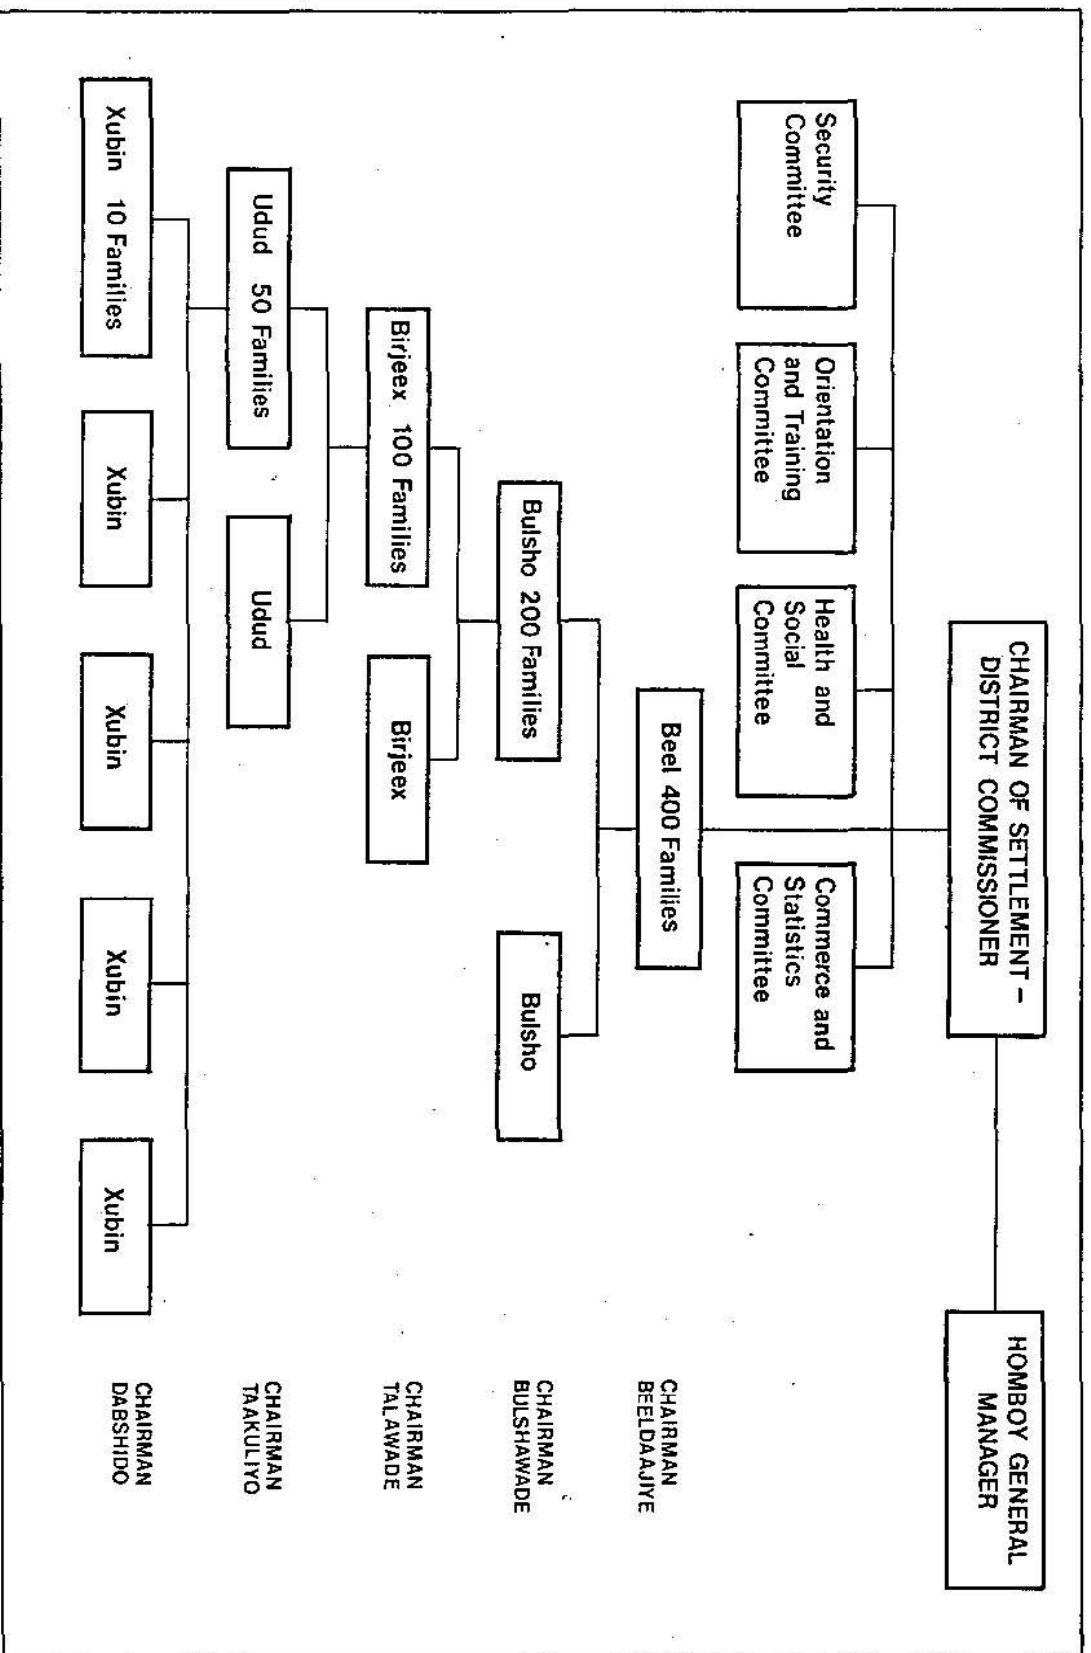 CHAIRMAN OF SETTLEMENT –
DISTRICT COMMISSIONER
HOMBOY GENERAL
MANAGER
Security
Committee
Orientation
and Training
Committee
Health and
Social
Committee
Commerce and
Statistics
Committee
Beel 400 Families
CHAIRMAN
BEELDAAJIYE
Bulsho 200 Families
Bulsho
CHAIRMAN
BULSHAWADE
Birjeex 100 Families
Birjeex
CHAIRMAN
TALAWADE
Udud 50 Families
Udud
CHAIRMAN
TAAKULIYO
Xubin 10 Families
Xubin
Xubin
Xubin
Xubin
CHAIRMAN
DABSHIDO